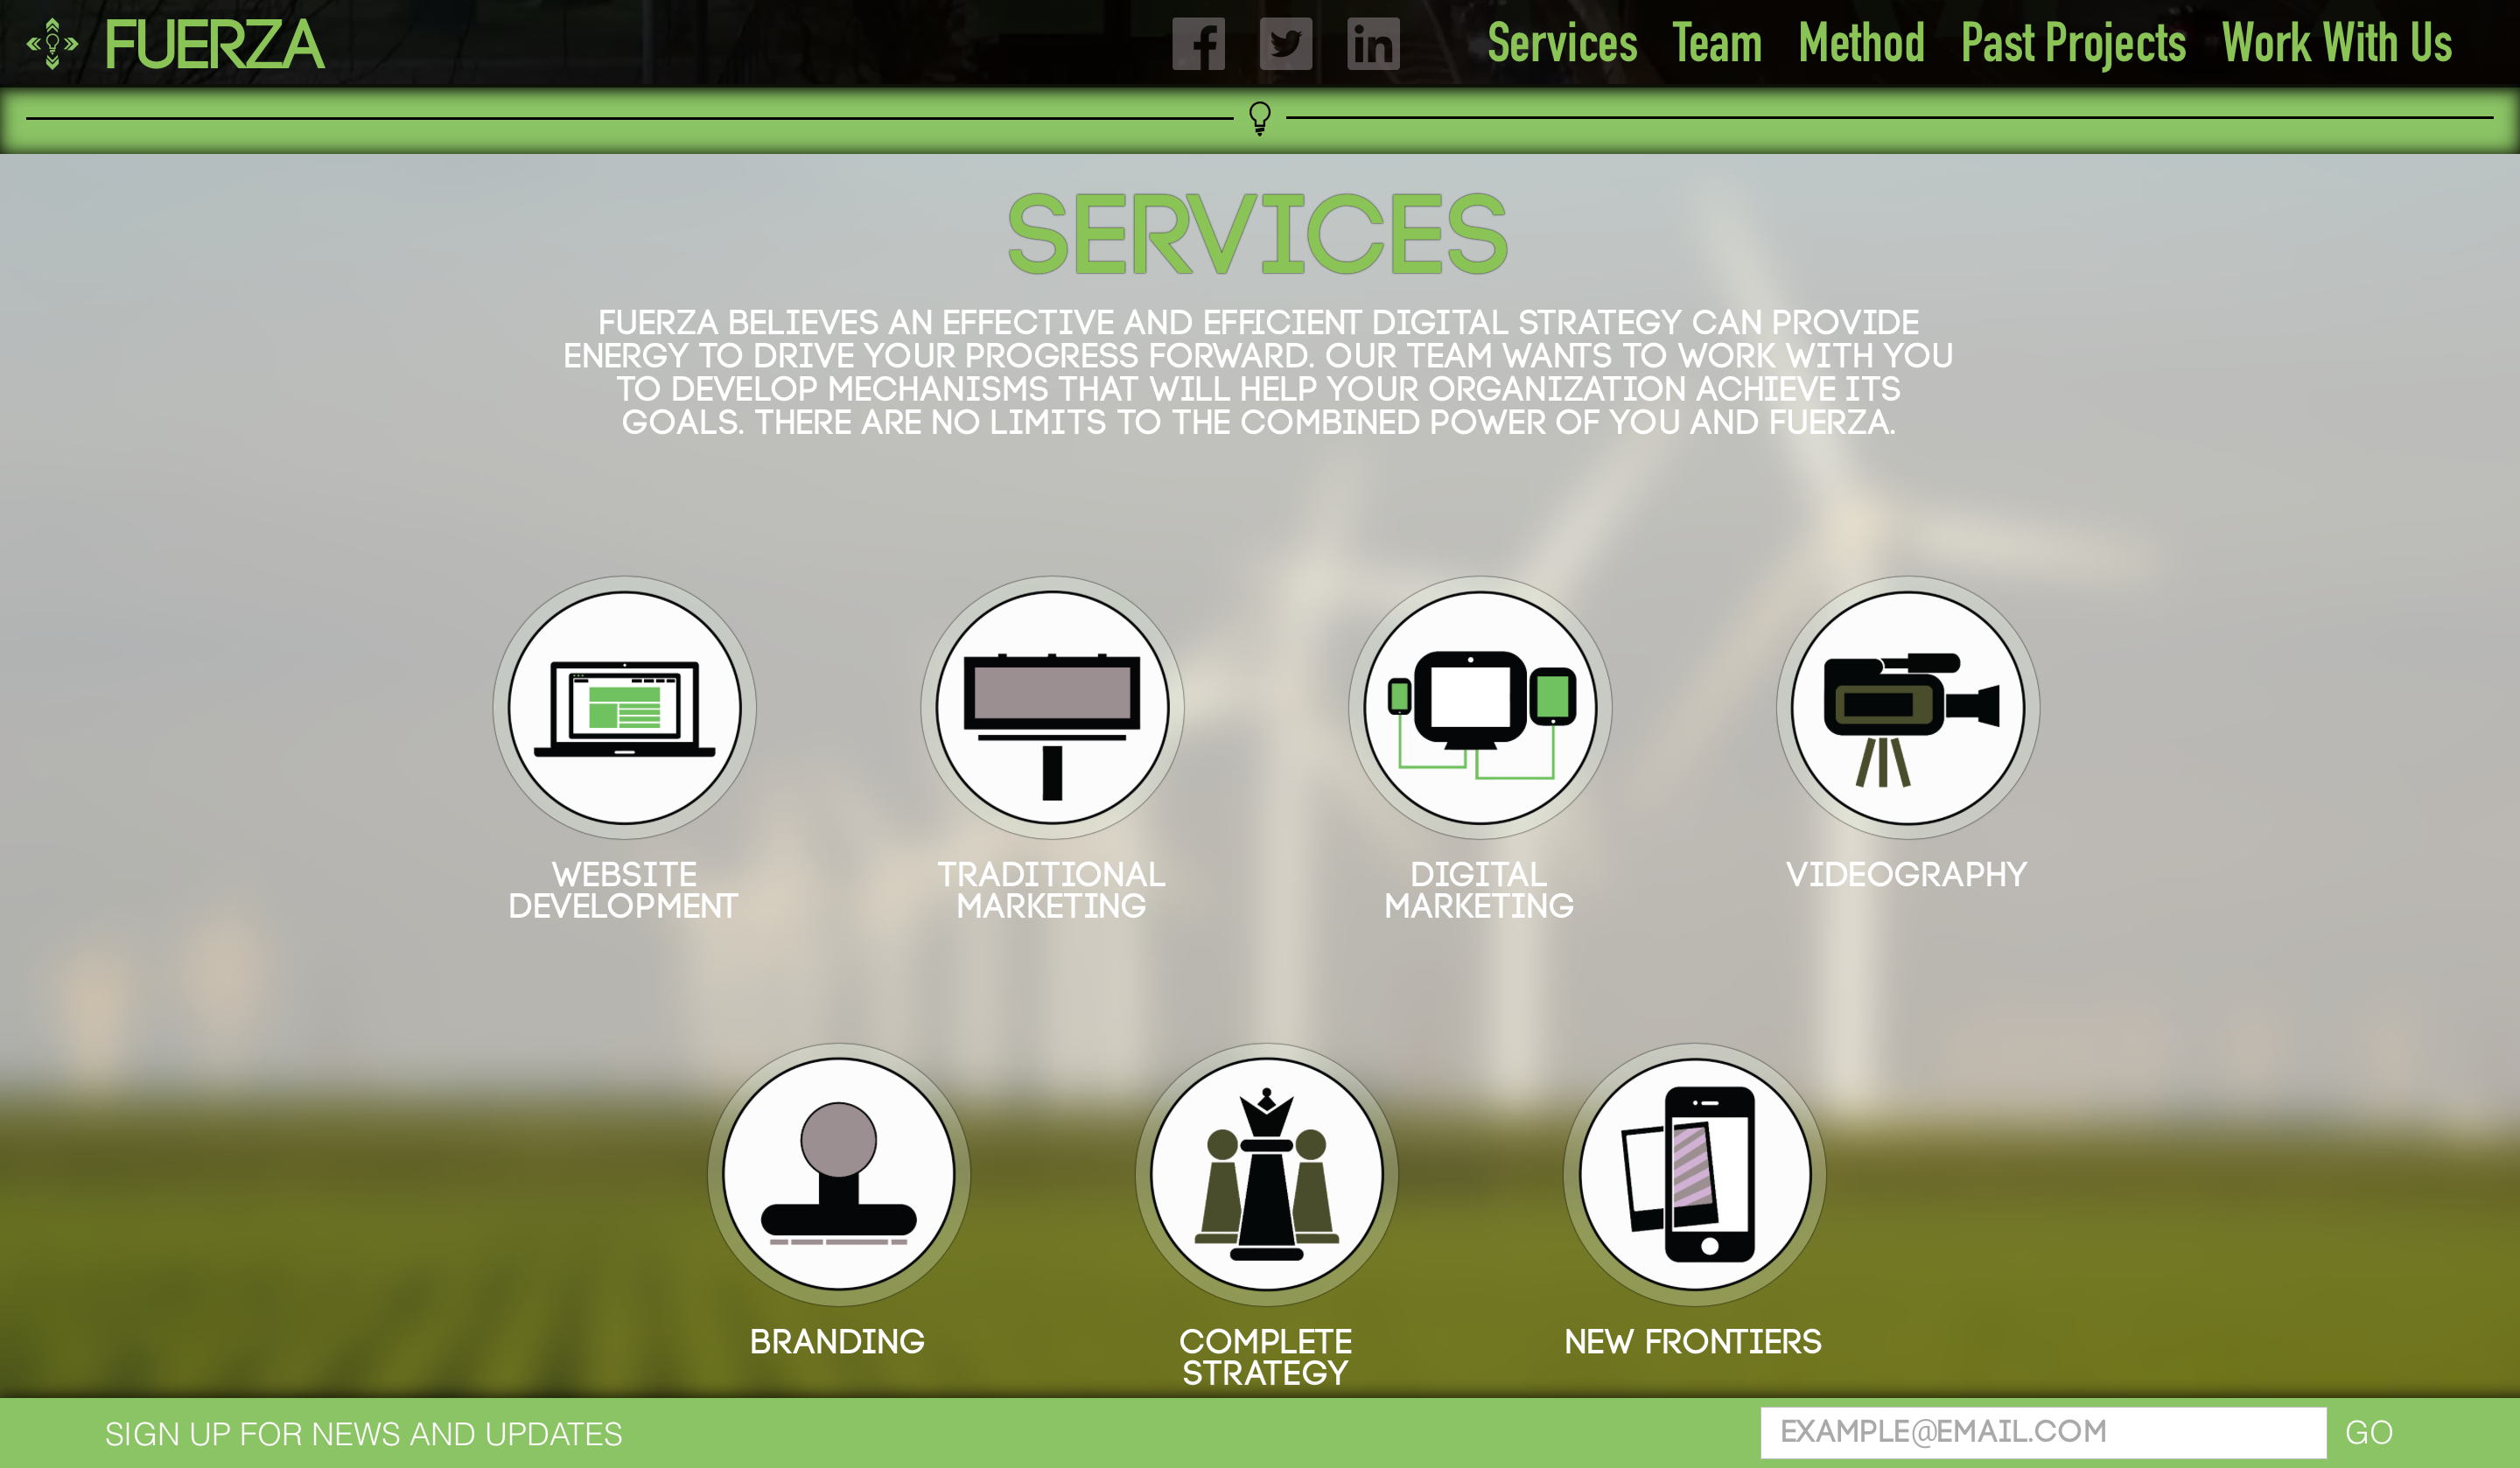 FUERZA
Services Team Method Past Projects Work With Us
SERVICES
FUERZA BELIEVES AN EFFECTIVE AND EFFICIENT DIGITAL STRATEGY CAN PROVIDE
ENERGY TO DRIVE YOUR PROGRESS FORWARD. OUR TEAM WANTS TO WORK WITH YOU
TO DEVELOP MECHANISMS THAT WILL HELP YOUR ORGANIZATION ACHIEVE ITS
GOALS. THERE ARE NO LIMITS TO THE COMBINED POWER OF YOU AND FUERZA.
WEBSITE
DEVELOPMENT
TRADITIONAL
MARKETING
DIGITAL
MARKETING
VIDEOGRAPHY
BRANDING
COMPLETE
STRATEGY
NEW FRONTIERS
SIGN UP FOR NEWS AND UPDATES
EXAMPLE@EMAIL.COM
GO